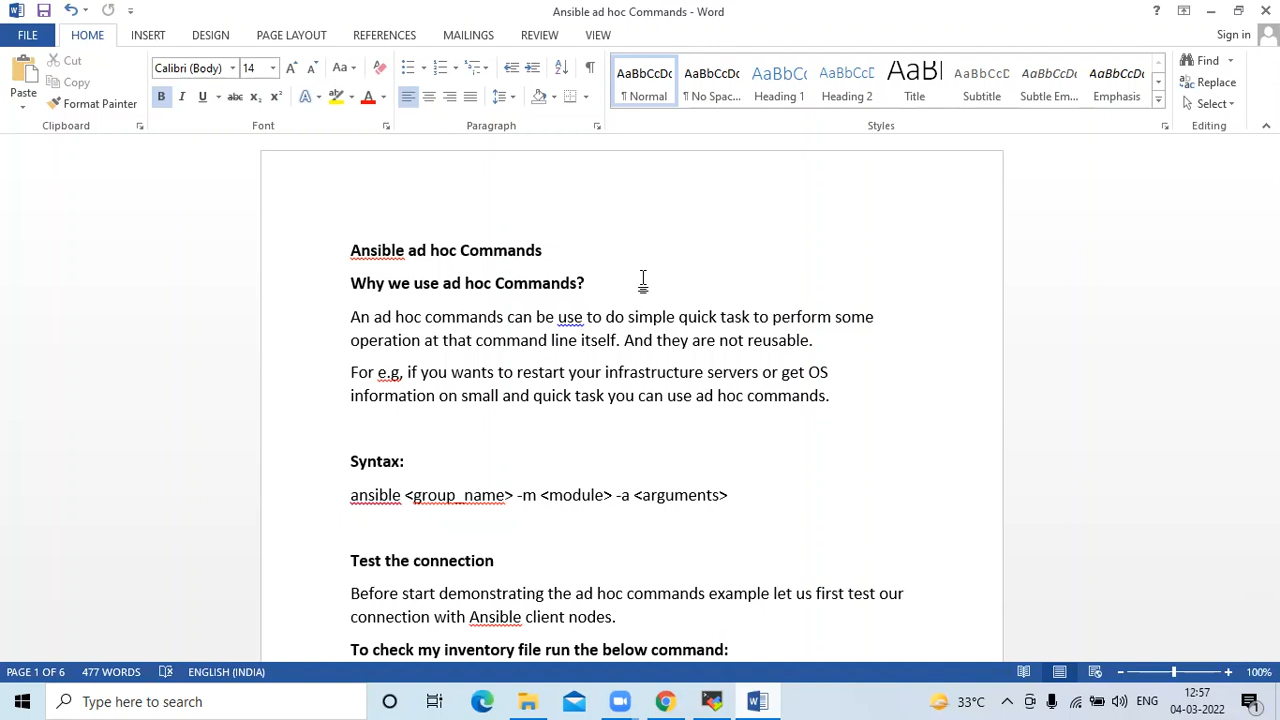 Ansible ad hoc Commands - Word
FILE HOME INSERT DESIGN PAGE LAYOUT REFERENCES MAILINGS REVIEW VIEW Sign in
Paste
Cut
Copy
Format Painter
Clipboard
Calibri (Body) 14
Font
Paragraph
AaBbCcDc AaBbCcDc AaBbCc AaBbCcD AaBl AaBbCcD AaBbCcDc AaBbCcDc
¶ Normal ¶ No Spac... Heading 1 Heading 2 Title Subtitle Subtle Em... Emphasis
Styles
Find
Replace
Select
Editing
Ansible ad hoc Commands
Why we use ad hoc Commands?
An ad hoc commands can be use to do simple quick task to perform some
operation at that command line itself. And they are not reusable.
For e.g, if you wants to restart your infrastructure servers or get OS
information on small and quick task you can use ad hoc commands.
Syntax:
ansible <group_name> -m <module> -a <arguments>
Test the connection
Before start demonstrating the ad hoc commands example let us first test our
connection with Ansible client nodes.
To check my inventory file run the below command:
PAGE 1 OF 6 477 WORDS ENGLISH (INDIA) 100%
Type here to search
33°C ENG 12:57
04-03-2022